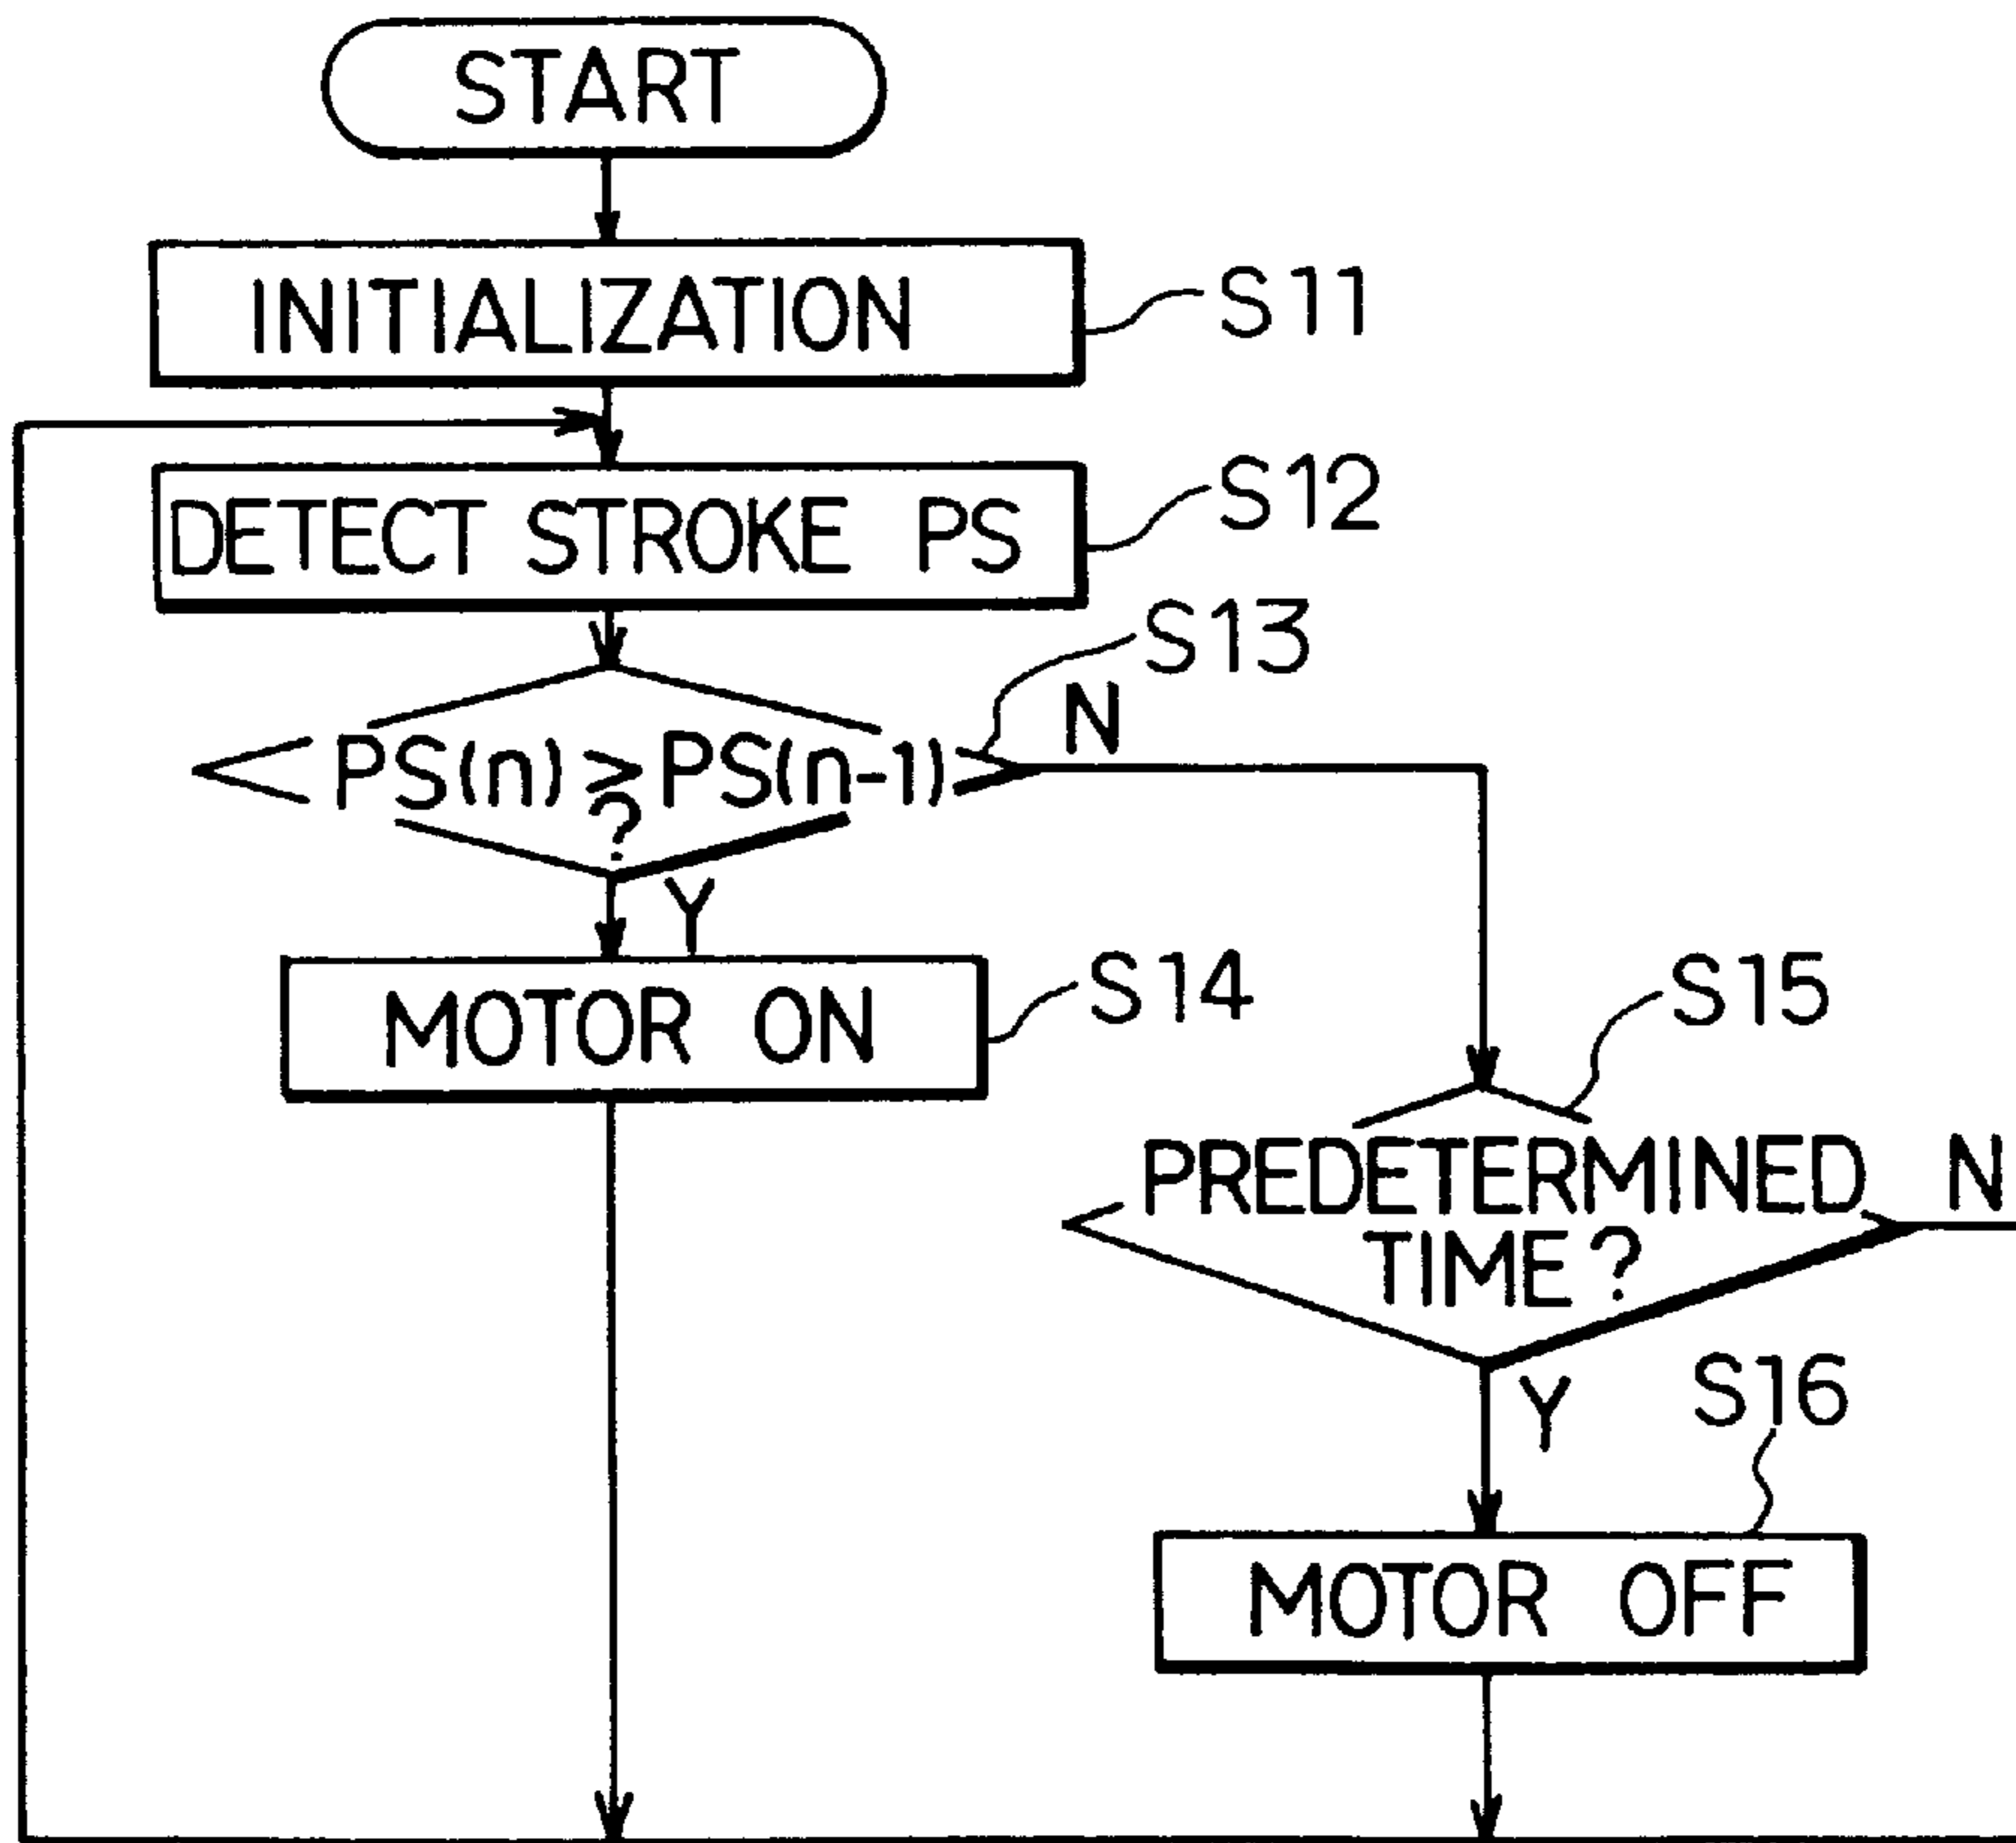 START
INITIALIZATION
S11
DETECT STROKE PS
S12
S13
PS(n)≥PS(n-1)
?
N
Y
MOTOR ON
S14
S15
PREDETERMINED
TIME?
N
Y
S16
MOTOR OFF